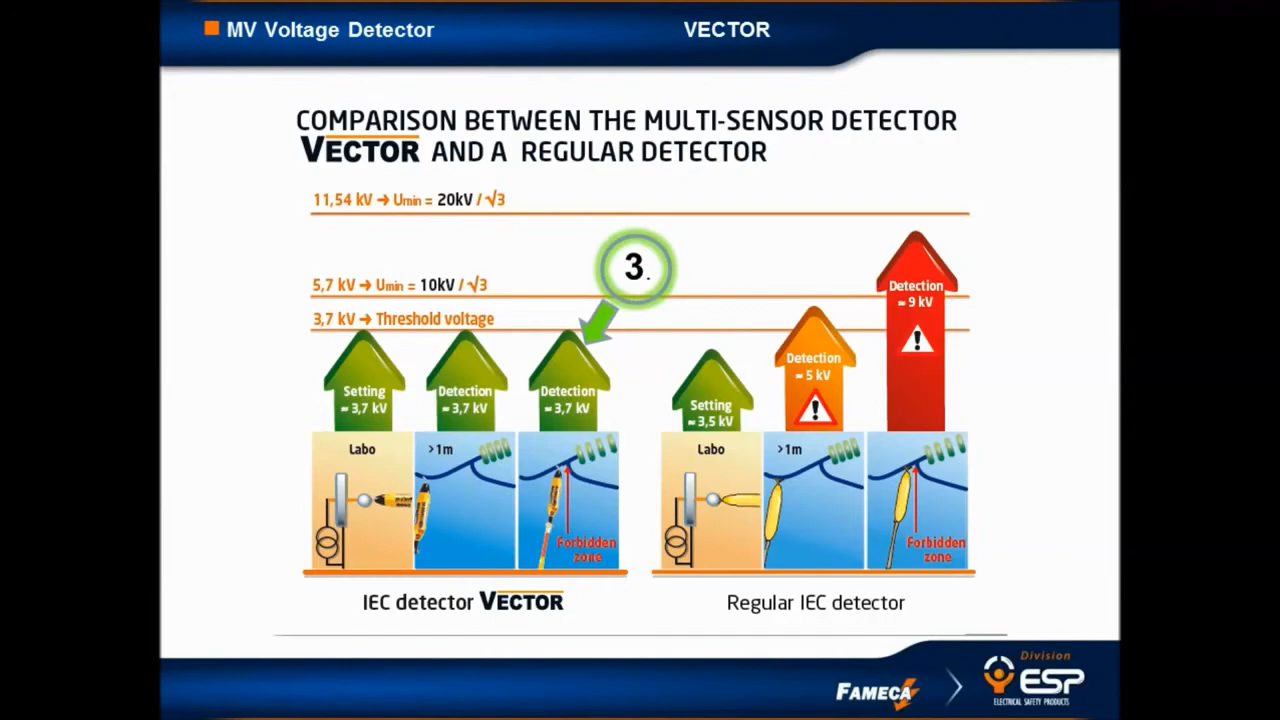 MV Voltage Detector
VECTOR
COMPARISON BETWEEN THE MULTI-SENSOR DETECTOR
VECTOR AND A REGULAR DETECTOR
11,54 kV ➜ Umin = 20kV / √3
5,7 kV ➜ Umin = 10kV / √3
3,7 kV ➜ Threshold voltage
3.
Setting
≈ 3,7 kV
Detection
≈ 3,7 kV
Detection
≈ 3,7 kV
Setting
≈ 3,5 kV
Detection
≈ 5 kV
!
Detection
≈ 9 kV
!
Labo
>1m
Forbidden
zone
Labo
>1m
Forbidden
zone
IEC detector VECTOR
Regular IEC detector
FAMECA
Division
ESP
ELECTRICAL SAFETY PRODUCTS